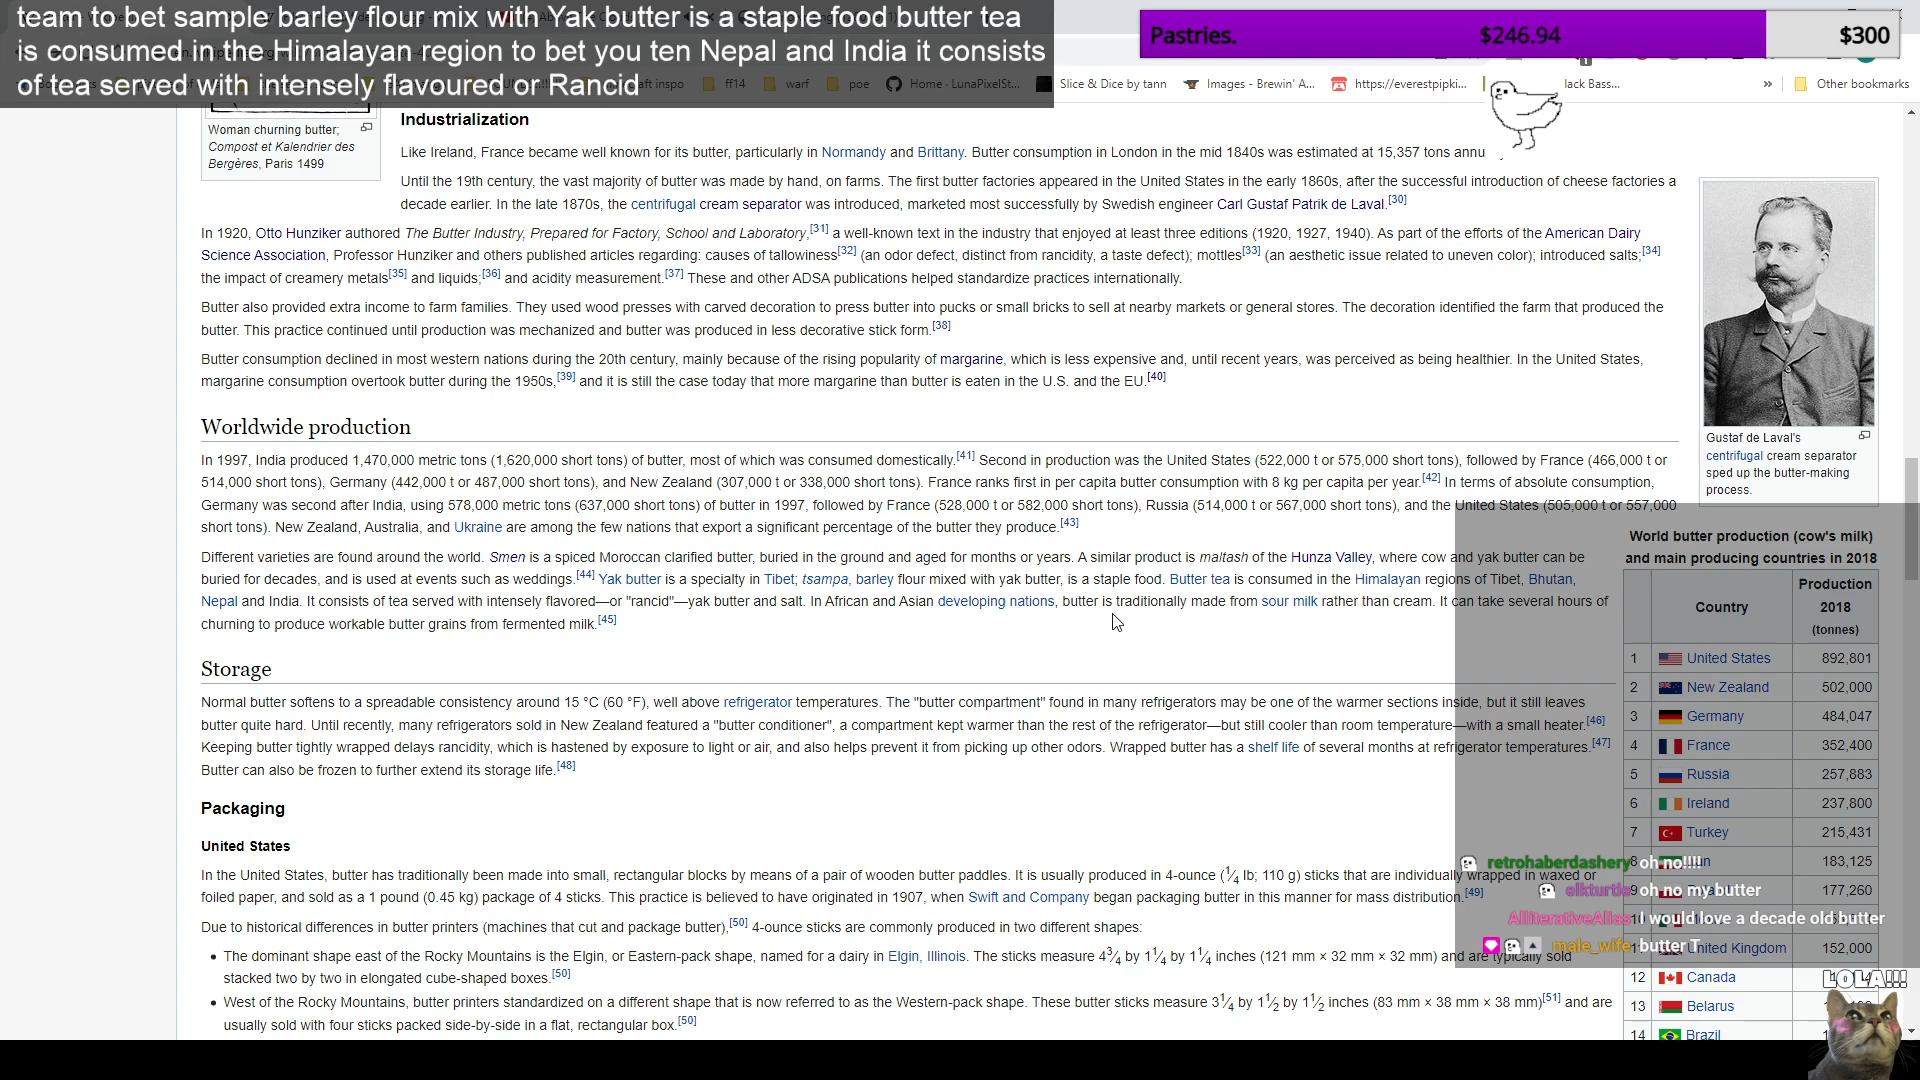 team to bet sample barley flour mix with Yak butter is a staple food butter tea
is consumed in the Himalayan region to bet you ten Nepal and India it consists
of tea served with intensely flavoured or Rancid
Pastries. $246.94 $300
ff14 warf poe Home · LunaPixelSt... Slice & Dice by tann Images - Brewin' A... https://everestpipki... lack Bass... » Other bookmarks
Woman churning butter;
Compost et Kalendrier des
Bergères, Paris 1499
Industrialization
Like Ireland, France became well known for its butter, particularly in Normandy and Brittany. Butter consumption in London in the mid 1840s was estimated at 15,357 tons
Until the 19th century, the vast majority of butter was made by hand, on farms. The first butter factories appeared in the United States in the early 1860s, after the successful introduction of cheese factories a
decade earlier. In the late 1870s, the centrifugal cream separator was introduced, marketed most successfully by Swedish engineer Carl Gustaf Patrik de Laval.[30]
In 1920, Otto Hunziker authored The Butter Industry, Prepared for Factory, School and Laboratory,[31] a well-known text in the industry that enjoyed at least three editions (1920, 1927, 1940). As part of the efforts of the American Dairy
Science Association, Professor Hunziker and others published articles regarding: causes of tallowiness[32] (an odor defect, distinct from rancidity, a taste defect); mottles[33] (an aesthetic issue related to uneven color); introduced salts;[34]
the impact of creamery metals[35] and liquids;[36] and acidity measurement.[37] These and other ADSA publications helped standardize practices internationally.
Butter also provided extra income to farm families. They used wood presses with carved decoration to press butter into pucks or small bricks to sell at nearby markets or general stores. The decoration identified the farm that produced the
butter. This practice continued until production was mechanized and butter was produced in less decorative stick form.[38]
Butter consumption declined in most western nations during the 20th century, mainly because of the rising popularity of margarine, which is less expensive and, until recent years, was perceived as being healthier. In the United States,
margarine consumption overtook butter during the 1950s,[39] and it is still the case today that more margarine than butter is eaten in the U.S. and the EU.[40]
Gustaf de Laval's
centrifugal cream separator
sped up the butter-making
process.
Worldwide production
In 1997, India produced 1,470,000 metric tons (1,620,000 short tons) of butter, most of which was consumed domestically.[41] Second in production was the United States (522,000 t or 575,000 short tons), followed by France (466,000 t or
514,000 short tons), Germany (442,000 t or 487,000 short tons), and New Zealand (307,000 t or 338,000 short tons). France ranks first in per capita butter consumption with 8 kg per capita per year.[42] In terms of absolute consumption,
Germany was second after India, using 578,000 metric tons (637,000 short tons) of butter in 1997, followed by France (528,000 t or 582,000 short tons), Russia (514,000 t or 567,000 short tons), and the United States (505,000 t or 557,000
short tons). New Zealand, Australia, and Ukraine are among the few nations that export a significant percentage of the butter they produce.[43]
Different varieties are found around the world. Smen is a spiced Moroccan clarified butter, buried in the ground and aged for months or years. A similar product is maltash of the Hunza Valley, where cow and yak butter can be
buried for decades, and is used at events such as weddings.[44] Yak butter is a specialty in Tibet; tsampa, barley flour mixed with yak butter, is a staple food. Butter tea is consumed in the Himalayan regions of Tibet, Bhutan,
Nepal and India. It consists of tea served with intensely flavored—or "rancid"—yak butter and salt. In African and Asian developing nations, butter is traditionally made from sour milk rather than cream. It can take several hours of
churning to produce workable butter grains from fermented milk.[45]
Storage
Normal butter softens to a spreadable consistency around 15 °C (60 °F), well above refrigerator temperatures. The "butter compartment" found in many refrigerators may be one of the warmer sections inside, but it still leaves
butter quite hard. Until recently, many refrigerators sold in New Zealand featured a "butter conditioner", a compartment kept warmer than the rest of the refrigerator—but still cooler than room temperature—with a small heater.[46]
Keeping butter tightly wrapped delays rancidity, which is hastened by exposure to light or air, and also helps prevent it from picking up other odors. Wrapped butter has a shelf life of several months at refrigerator temperatures.[47]
Butter can also be frozen to further extend its storage life.[48]
Packaging
United States
In the United States, butter has traditionally been made into small, rectangular blocks by means of a pair of wooden butter paddles. It is usually produced in 4-ounce (1⁄4 lb; 110 g) sticks that are individually wrapped in waxed or
foiled paper, and sold as a 1 pound (0.45 kg) package of 4 sticks. This practice is believed to have originated in 1907, when Swift and Company began packaging butter in this manner for mass distribution.[49]
Due to historical differences in butter printers (machines that cut and package butter),[50] 4-ounce sticks are commonly produced in two different shapes:
• The dominant shape east of the Rocky Mountains is the Elgin, or Eastern-pack shape, named for a dairy in Elgin, Illinois. The sticks measure 4 3⁄4 by 1 1⁄4 by 1 1⁄4 inches (121 mm × 32 mm × 32 mm) and are typically sold
stacked two by two in elongated cube-shaped boxes.[50]
• West of the Rocky Mountains, butter printers standardized on a different shape that is now referred to as the Western-pack shape. These butter sticks measure 3 1⁄4 by 1 1⁄2 by 1 1⁄2 inches (83 mm × 38 mm × 38 mm)[51] and are
usually sold with four sticks packed side-by-side in a flat, rectangular box.[50]
World butter production (cow's milk)
and main producing countries in 2018
Country Production
2018
(tonnes)
1 United States 892,801
2 New Zealand 502,000
3 Germany 484,047
4 France 352,400
5 Russia 257,883
6 Ireland 237,800
7 Turkey 215,431
8 183,125
9 177,260
10
United Kingdom 152,000
12 Canada
13 Belarus
14 Brazil
retrohaberdashery oh no!!!!
elkturtle oh no my butter
AlliterativeAlias I would love a decade old butter
male_wife butter T
LOLA!!!